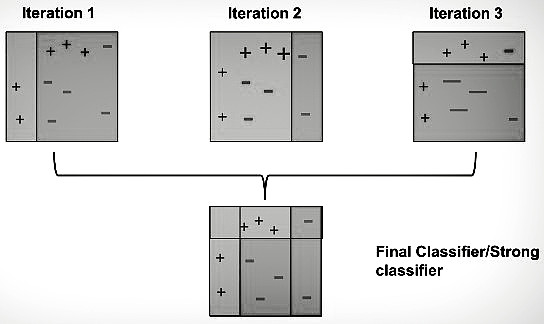 Iteration 1
Iteration 2
Iteration 3
Final Classifier/Strong
classifier